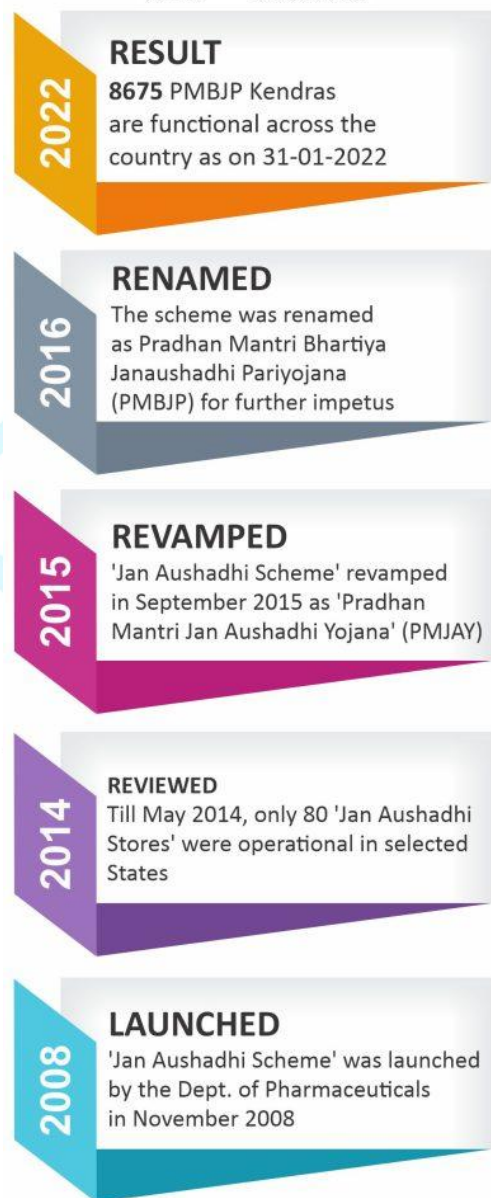 2022
RESULT
8675 PMBJP Kendras
are functional across the
country as on 31-01-2022
2016
RENAMED
The scheme was renamed
as Pradhan Mantri Bhartiya
Janaushadhi Pariyojana
(PMBJP) for further impetus
2015
REVAMPED
'Jan Aushadhi Scheme' revamped
in September 2015 as 'Pradhan
Mantri Jan Aushadhi Yojana' (PMJAY)
2014
REVIEWED
Till May 2014, only 80 'Jan Aushadhi
Stores' were operational in selected
States
2008
LAUNCHED
'Jan Aushadhi Scheme' was launched
by the Dept. of Pharmaceuticals
in November 2008